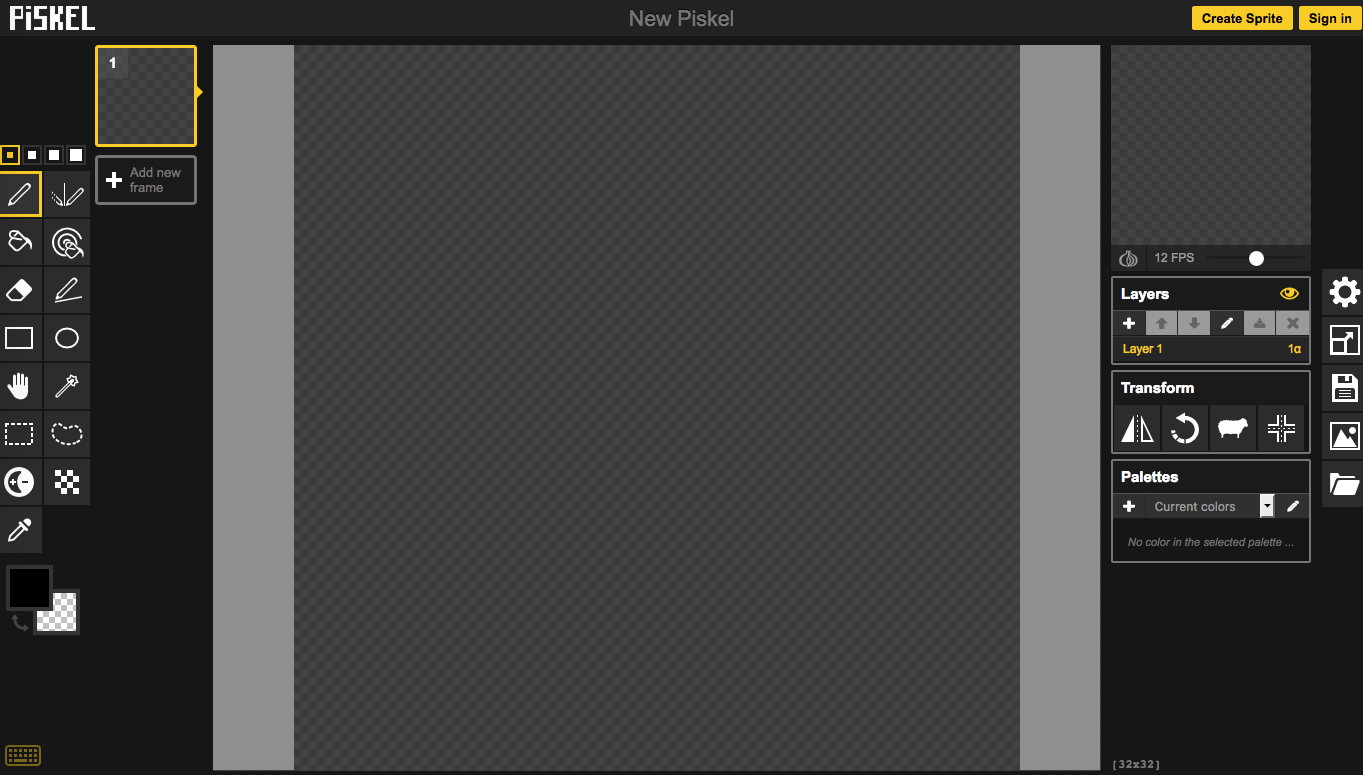 PiSKEL
New Piskel
Create Sprite
Sign in
1
Add new
frame
12 FPS
Layers
Layer 1
1α
Transform
Palettes
Current colors
No color in the selected palette ...
[32x32]